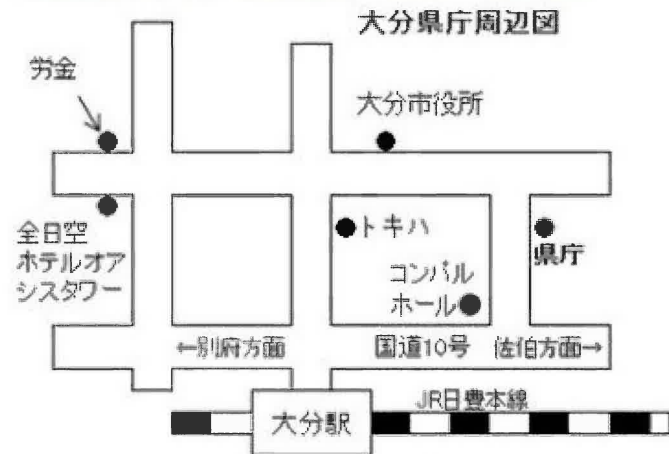 大分県庁周辺図
労金
大分市役所
全日空
ホテルオア
シスタワー
トキハ
県庁
コンパル
ホール
←別府方面
国道10号
佐伯方面→
JR日豊本線
大分駅